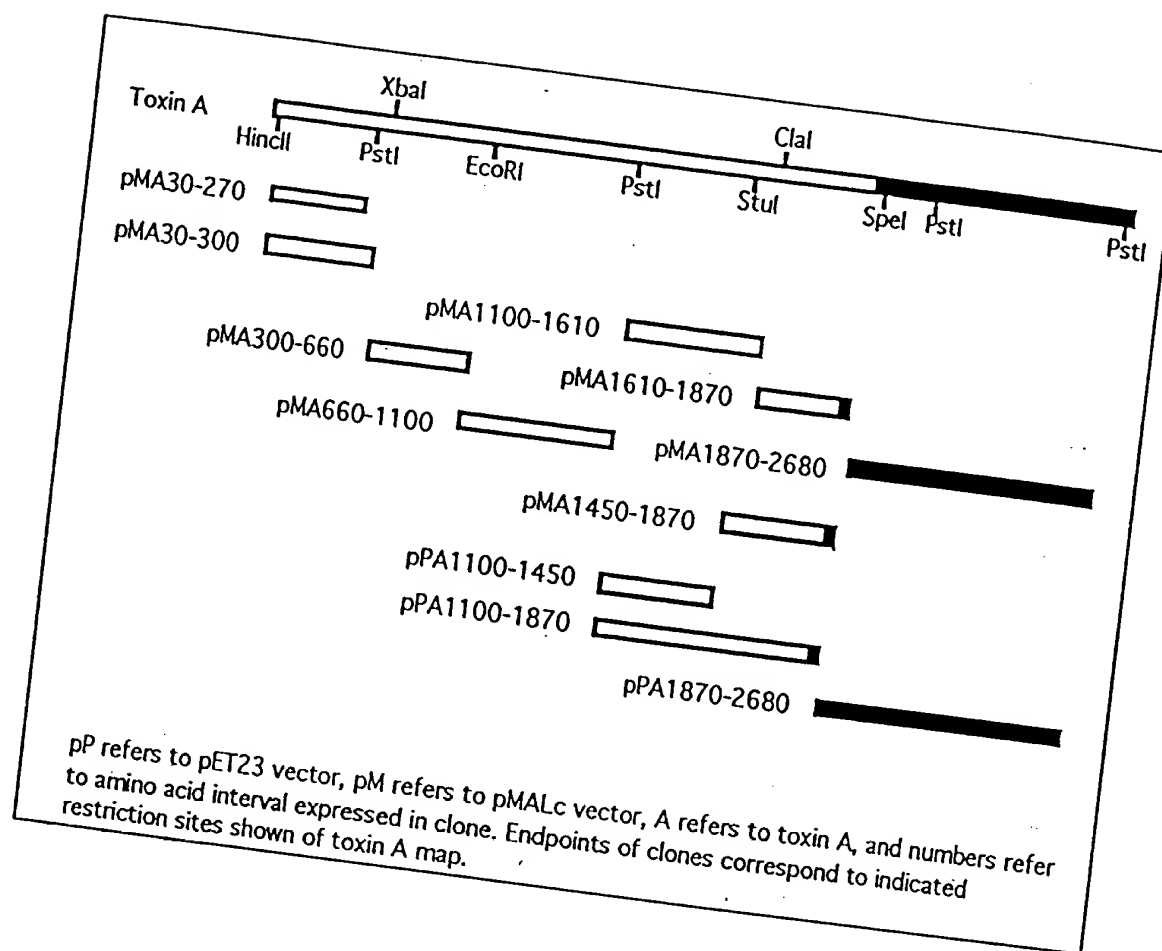 XbaI
Toxin A
ClaI
HincII
PstI
EcoRI
PstI
StuI
SpeI
PstI
PstI
pMA30-270
pMA30-300
pMA1100-1610
pMA300-660
pMA1610-1870
pMA660-1100
pMA1870-2680
pMA1450-1870
pPA1100-1450
pPA1100-1870
pPA1870-2680
pP refers to pET23 vector, pM refers to pMALc vector, A refers to toxin A, and numbers refer
to amino acid interval expressed in clone. Endpoints of clones correspond to indicated
restriction sites shown of toxin A map.